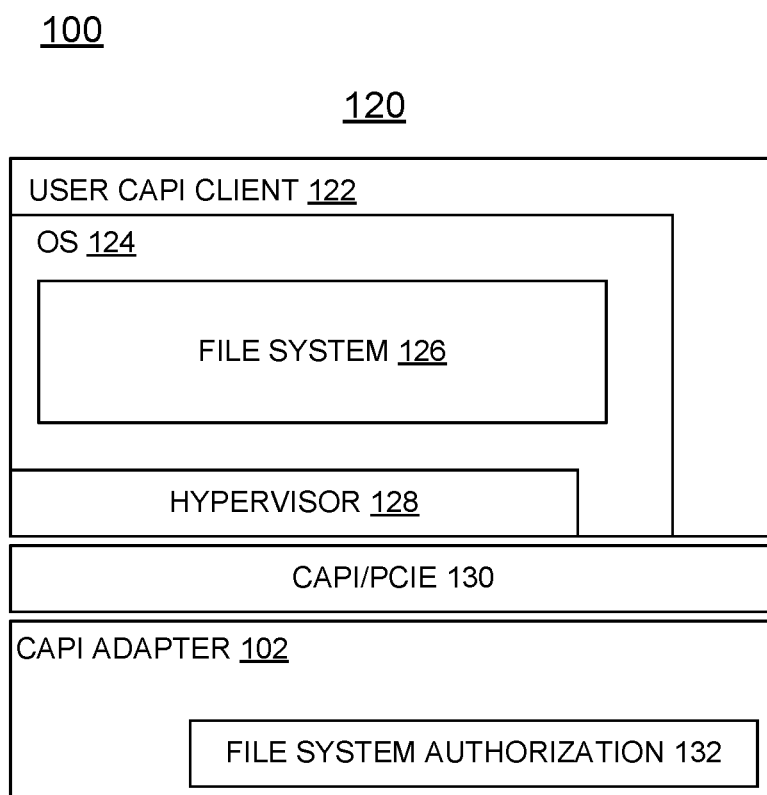 100
120
USER CAPI CLIENT 122
OS 124
FILE SYSTEM 126
HYPERVISOR 128
CAPI/PCIE 130
CAPI ADAPTER 102
FILE SYSTEM AUTHORIZATION 132